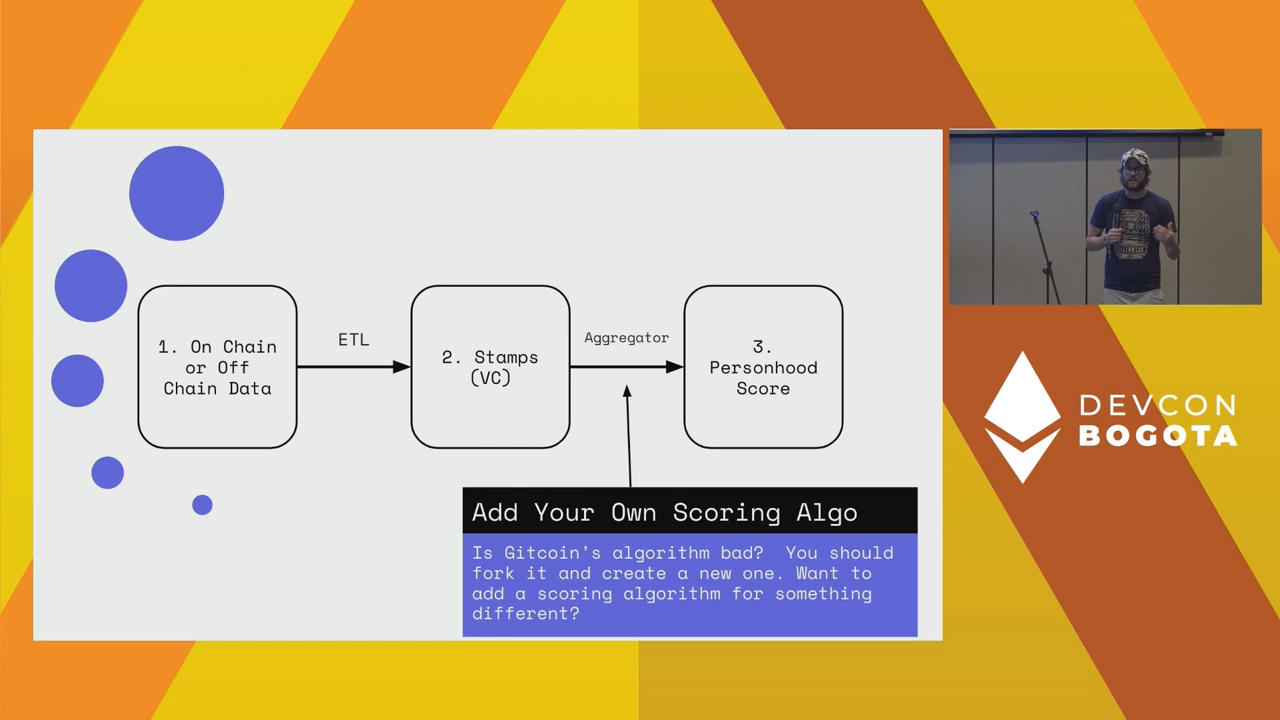 1. On Chain
or Off
Chain Data
ETL
2. Stamps
(VC)
Aggregator
3.
Personhood
Score
Add Your Own Scoring Algo
Is Gitcoin's algorithm bad?  You should
fork it and create a new one. Want to
add a scoring algorithm for something
different?
DEVCON
BOGOTA